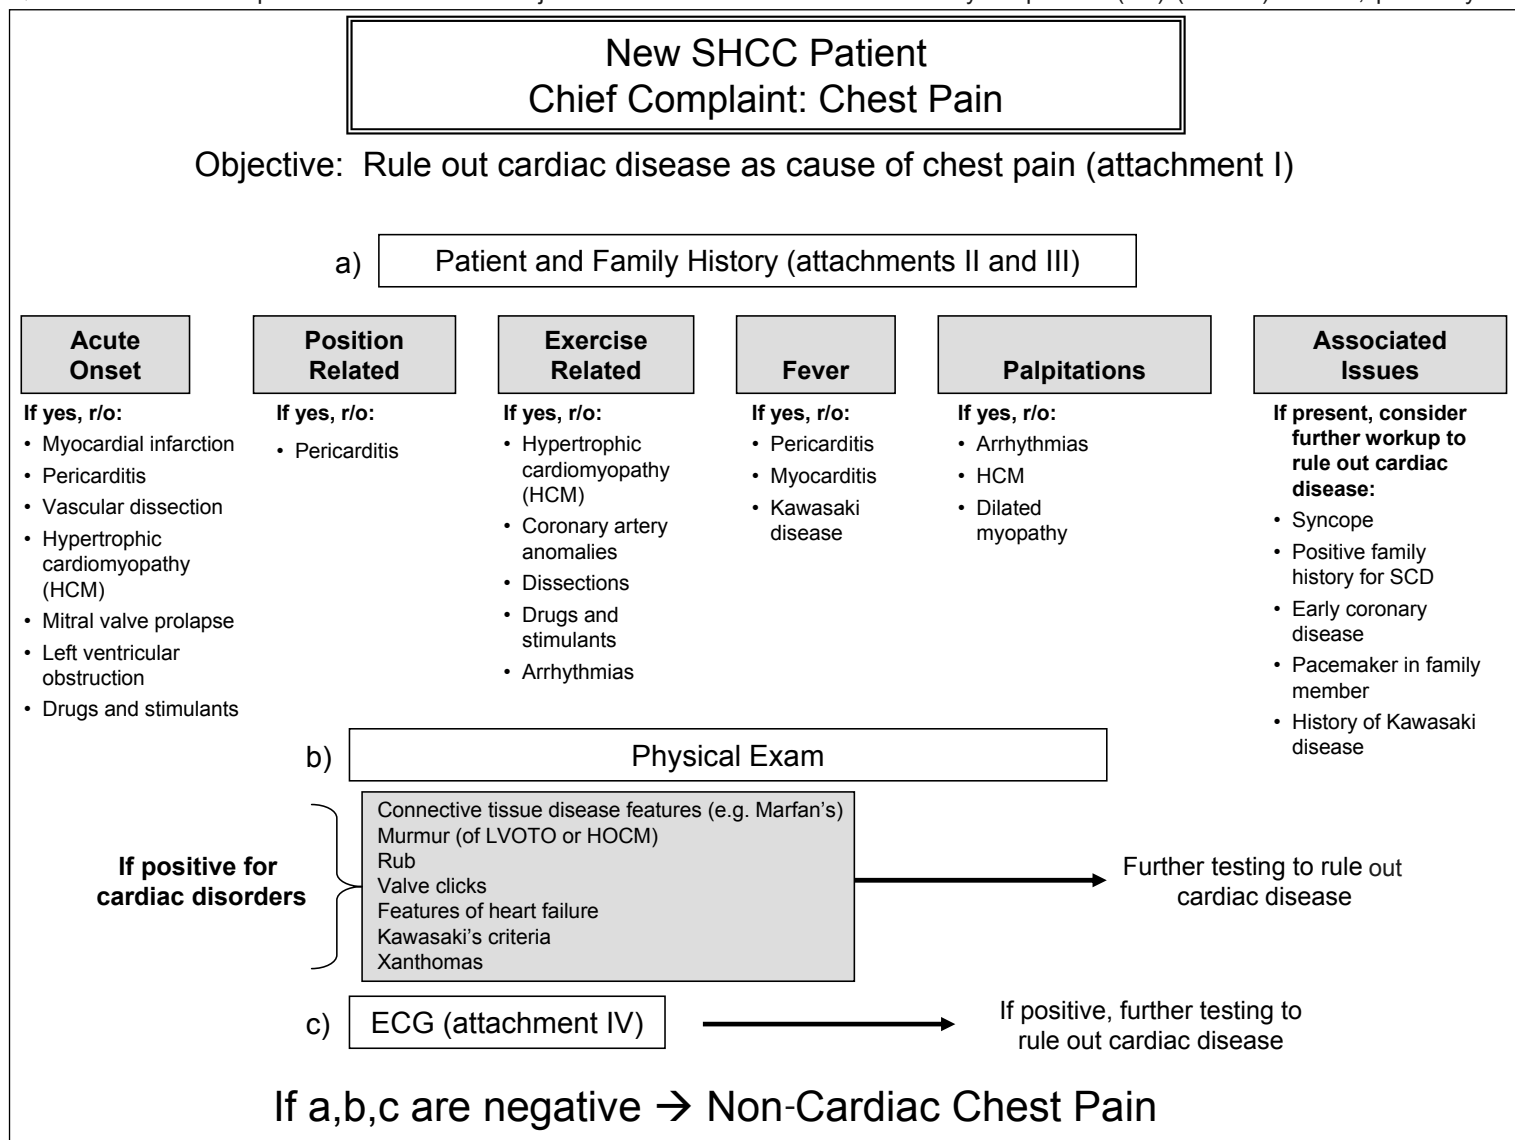 New SHCC Patient
Chief Complaint: Chest Pain
Objective: Rule out cardiac disease as cause of chest pain (attachment I)
a)
Patient and Family History (attachments II and III)
Acute
Onset
If yes, r/o:
• Myocardial infarction
• Pericarditis
• Vascular dissection
• Hypertrophic
cardiomyopathy
(HCM)
• Mitral valve prolapse
• Left ventricular
obstruction
• Drugs and stimulants
Position
Related
If yes, r/o:
• Pericarditis
Exercise
Related
If yes, r/o:
• Hypertrophic
cardiomyopathy
(HCM)
• Coronary artery
anomalies
• Dissections
• Drugs and
stimulants
• Arrhythmias
Fever
If yes, r/o:
• Pericarditis
• Myocarditis
• Kawasaki
disease
Palpitations
If yes, r/o:
• Arrhythmias
• HCM
• Dilated
myopathy
Associated
Issues
If present, consider
further workup to
rule out cardiac
disease:
• Syncope
• Positive family
history for SCD
• Early coronary
disease
• Pacemaker in family
member
• History of Kawasaki
disease
b)
Physical Exam
If positive for
cardiac disorders
Connective tissue disease features (e.g. Marfan's)
Murmur (of LVOTO or HOCM)
Rub
Valve clicks
Features of heart failure
Kawasaki's criteria
Xanthomas
Further testing to rule out
cardiac disease
c)
ECG (attachment IV)
If positive, further testing to
rule out cardiac disease
If a,b,c are negative → Non-Cardiac Chest Pain